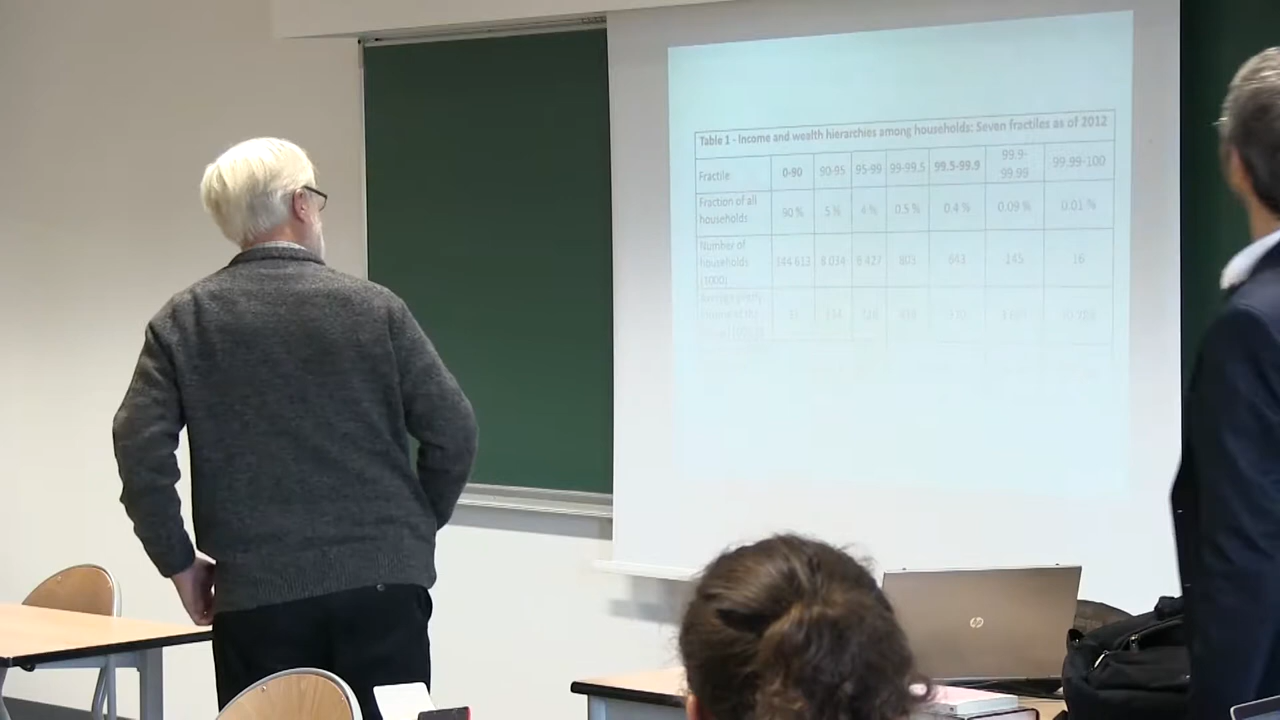 Table 1 - Income and wealth hierarchies among households: Seven fractiles as of 2012
Fractile 0-90 90-95 95-99 99-99.5 99.5-99.9 99.9-99.99 99.99-100
Fraction of all households 90 % 5 % 4 % 0.5 % 0.4 % 0.09 % 0.01 %
Number of households (1000) 144 613 8 034 6 427 803 643 145 16
hp